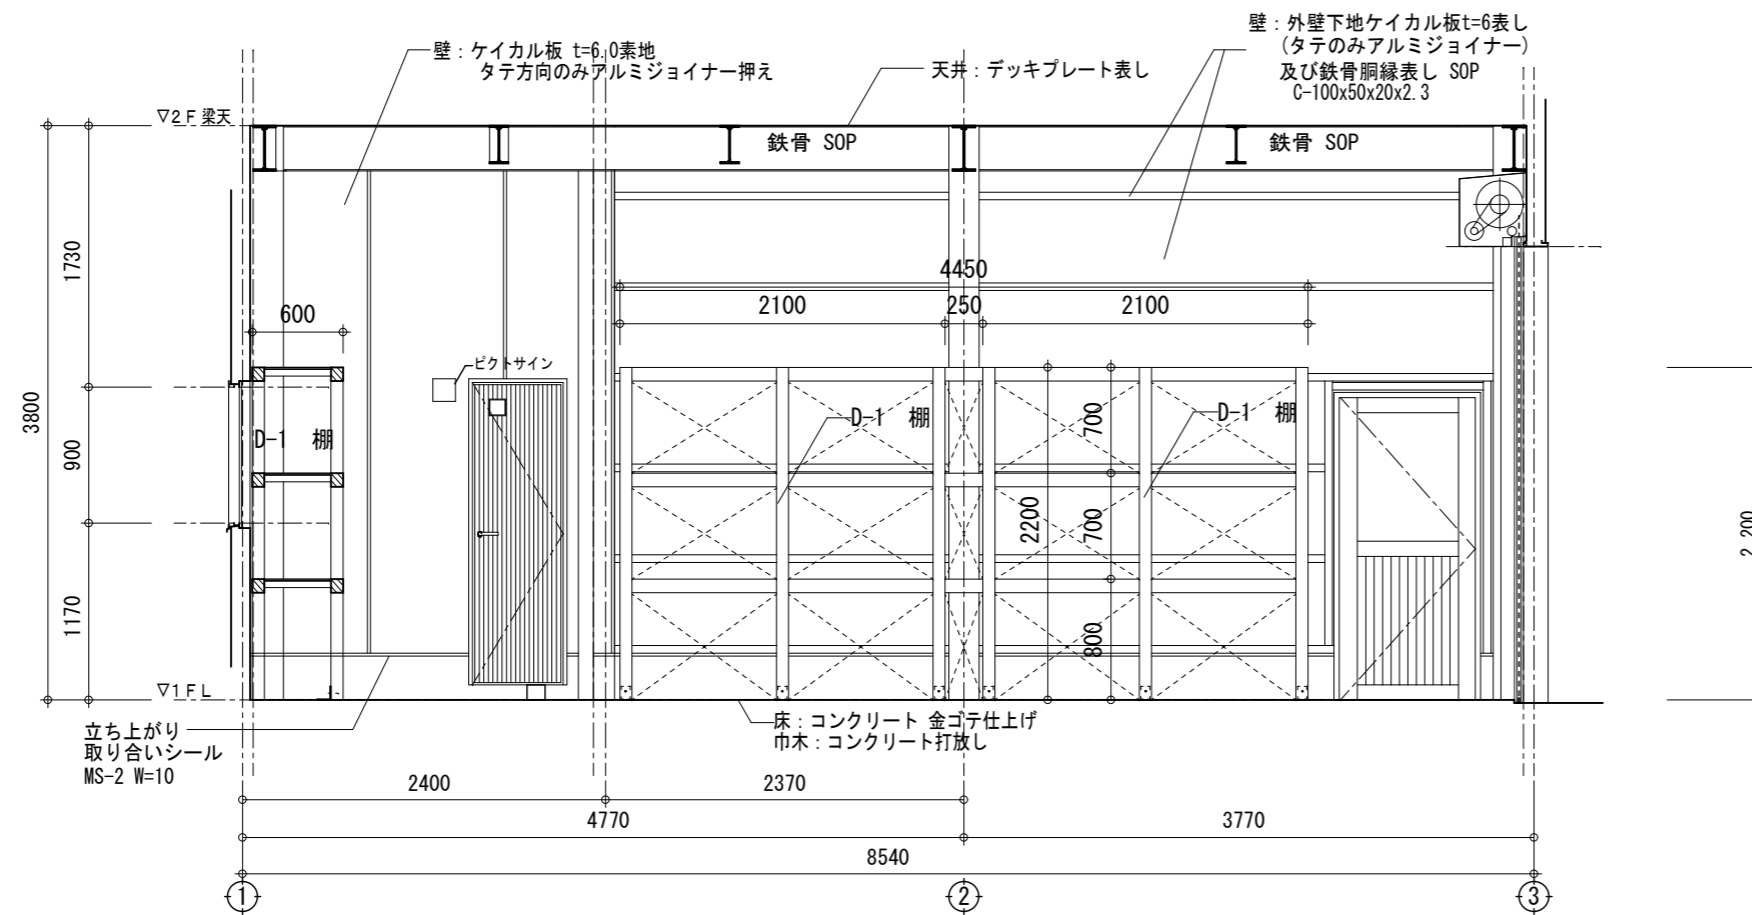 壁：外壁下地ケイカル板t=6表し
(タテのみアルミジョイナー)
及び鉄骨胴縁表し SOP
C-100x50x20x2.3
壁：ケイカル板 t=6.0素地
タテ方向のみアルミジョイナー押え
天井：デッキプレート表し
▽2Ｆ梁天
鉄骨 SOP
鉄骨 SOP
1730
4450
2100
250
2100
600
ピクトサイン
3800
900
D-1 棚
D-1 棚
D-1 棚
700
2200
700
2,200
1170
800
▽1ＦL
立ち上がり
取り合いシール
MS-2 W=10
床：コンクリート 金ゴテ仕上げ
巾木：コンクリート打放し
2400
2370
4770
3770
8540
1
2
3